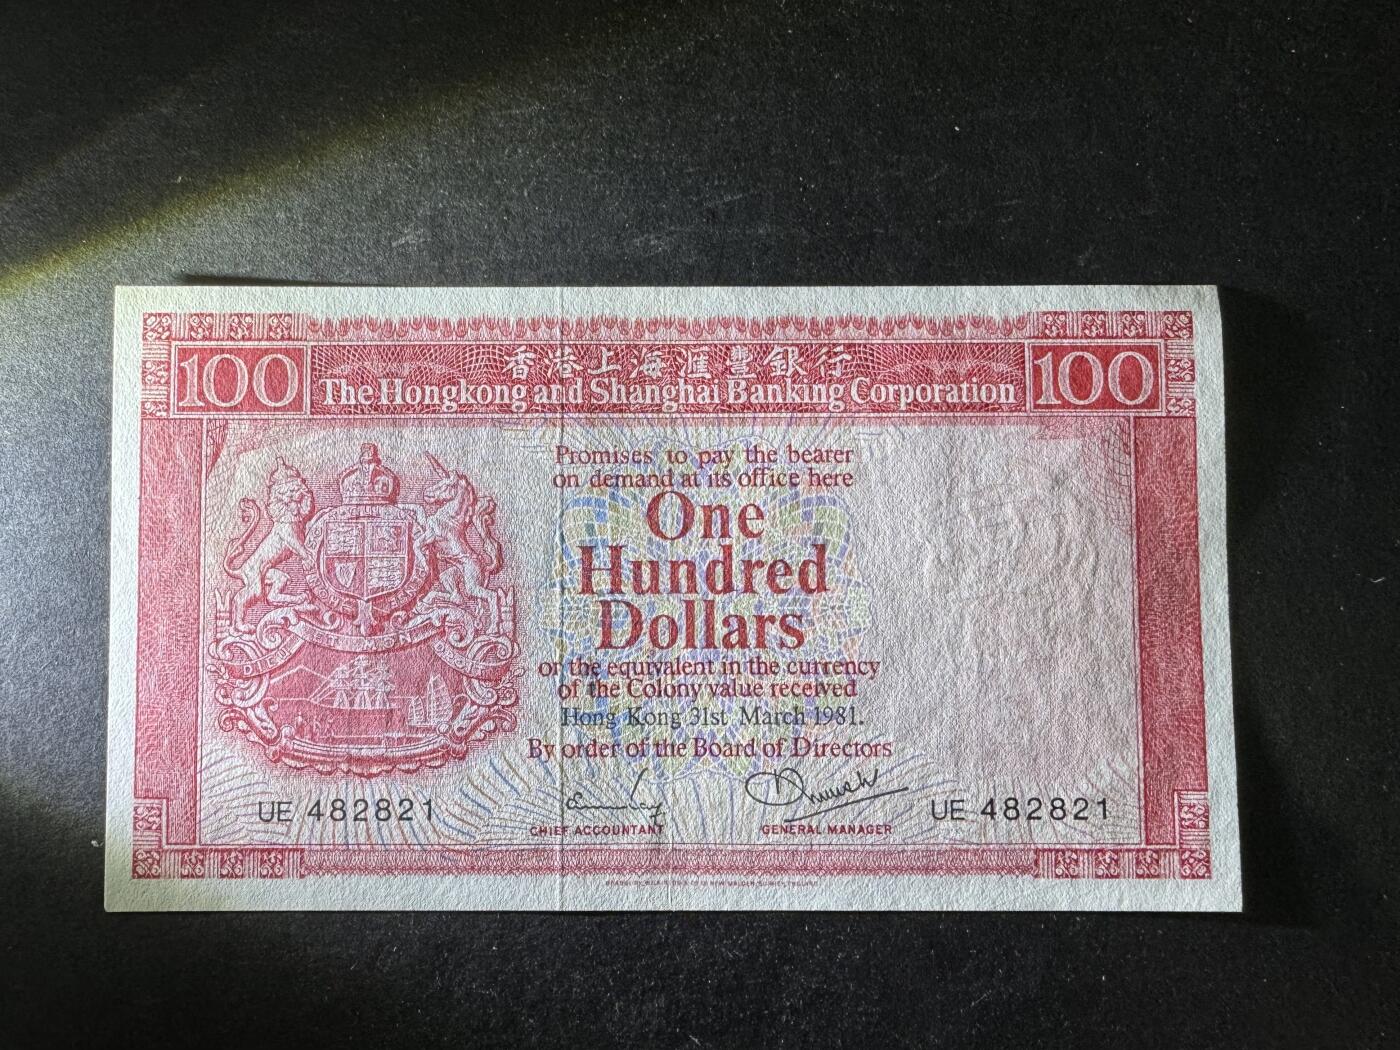 香港上海滙豐銀行
100 The Hongkong and Shanghai Banking Corporation 100
Promises to pay the bearer
on demand at its office here
One
Hundred
Dollars
or the equivalent in the currency
of the Colony value received
Hong Kong 31st March 1981.
By order of the Board of Directors
UE 482821 UE 482821
CHIEF ACCOUNTANT GENERAL MANAGER